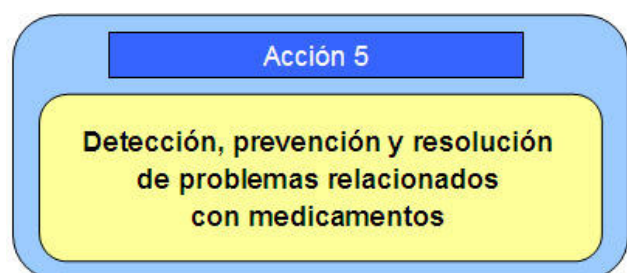 Acción 5
Detección, prevención y resolución
de problemas relacionados
con medicamentos